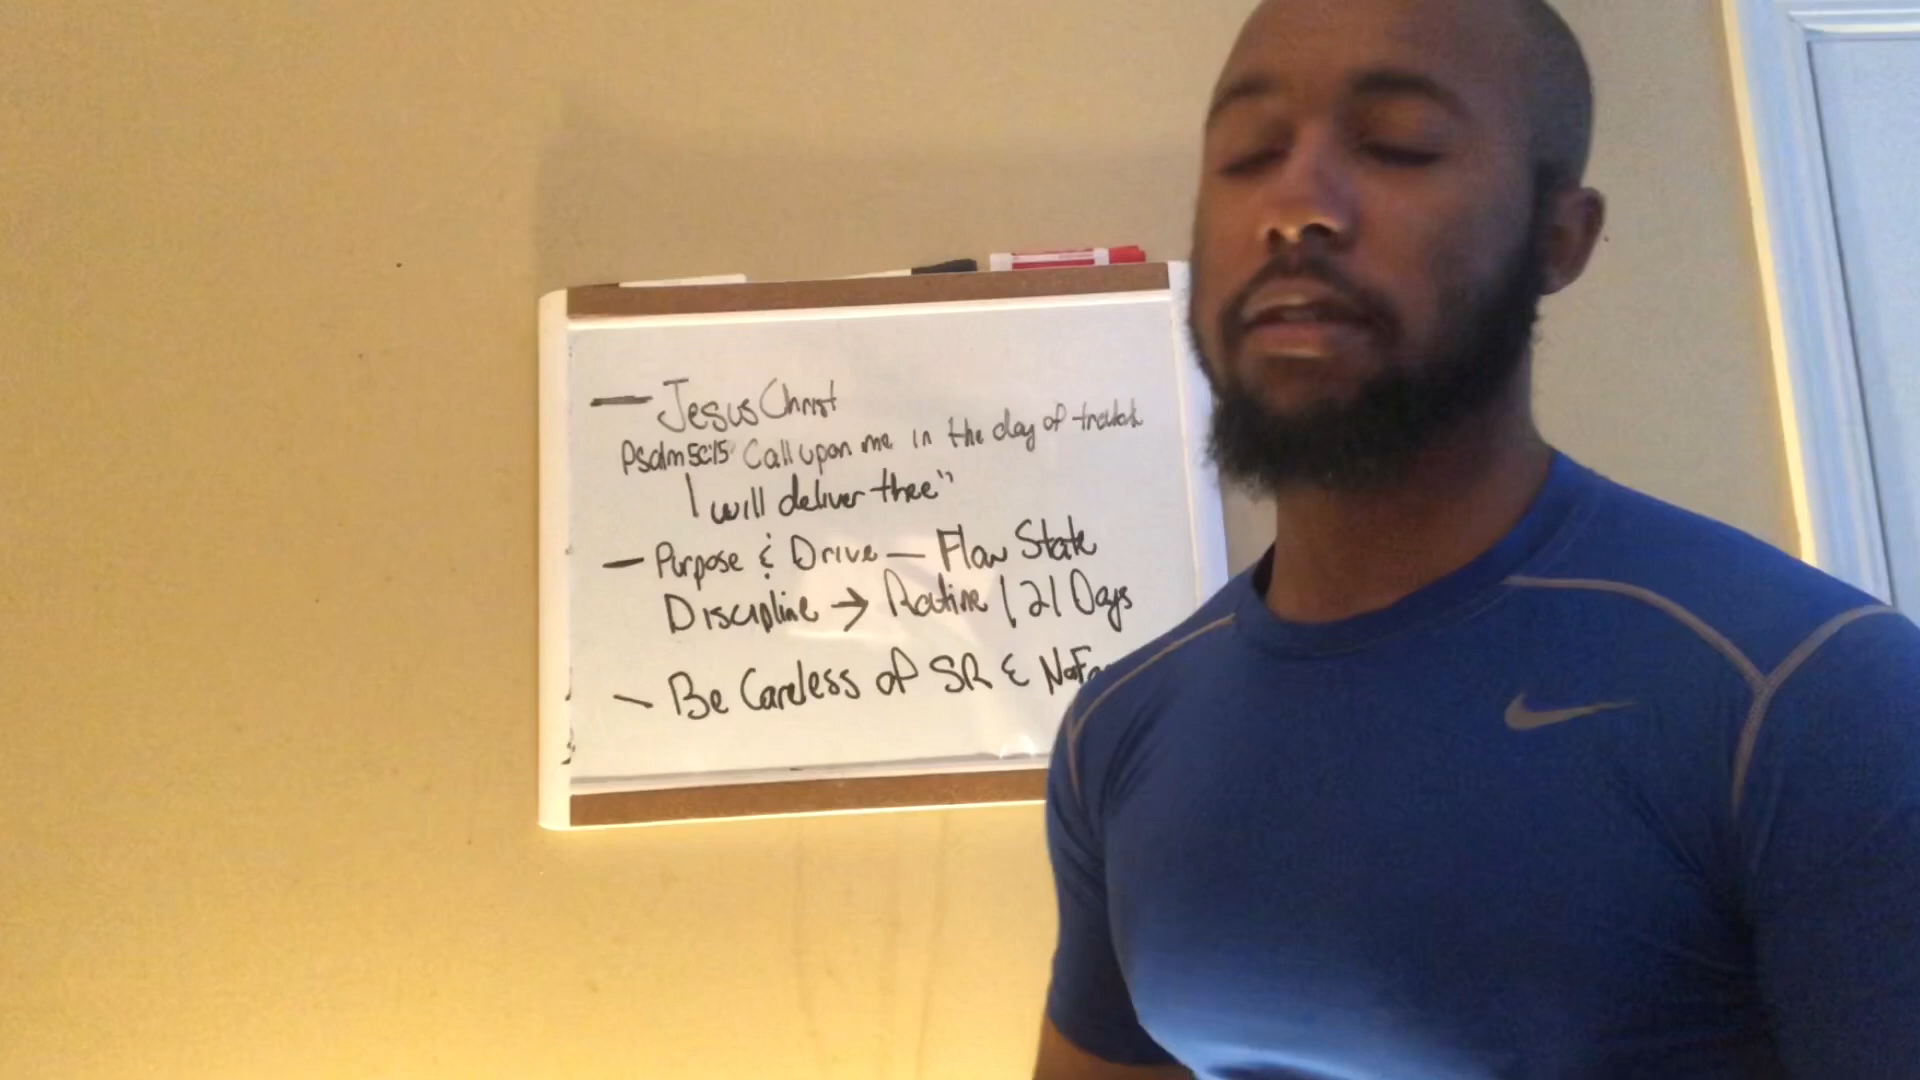 — Jesus Christ
Psalm 50:15 Call upon me in the day of trouble
I will deliver thee"
— Purpose & Drive — Flow State
Discipline → Routine | 21 Days
— Be Careless of SR & NoFa